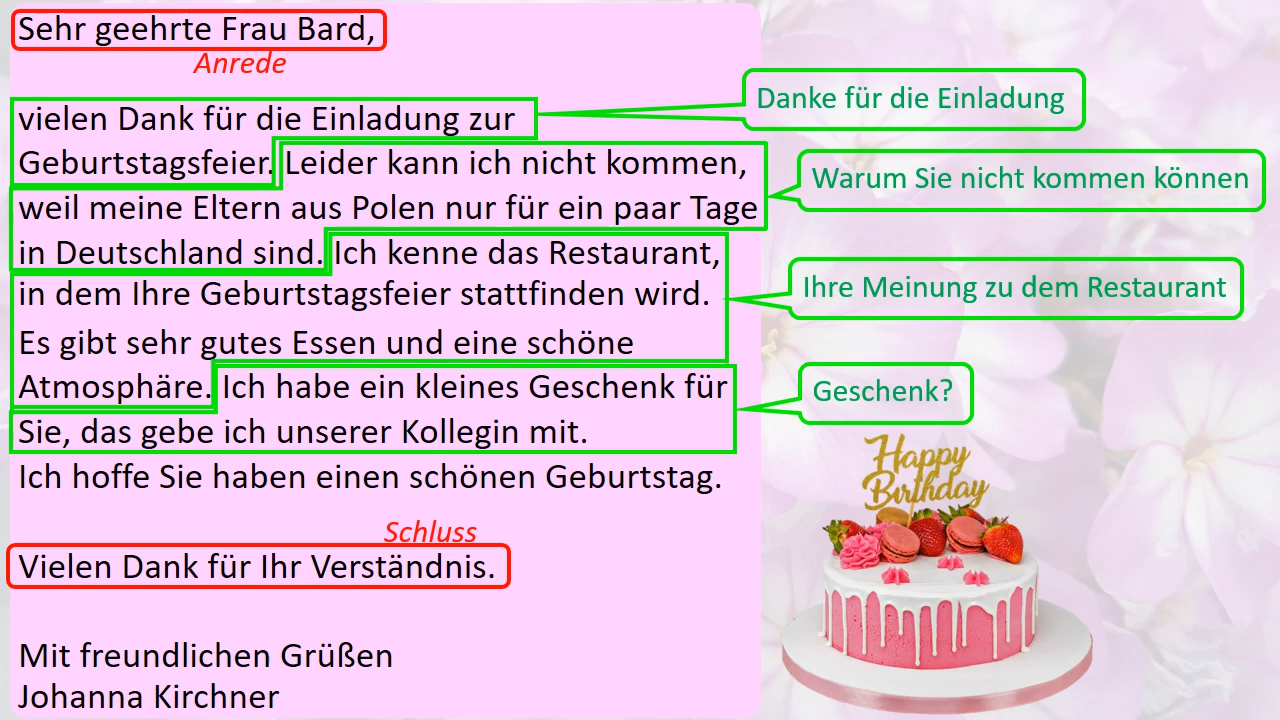 Sehr geehrte Frau Bard,
Anrede
vielen Dank für die Einladung zur
Geburtstagsfeier. Leider kann ich nicht kommen,
weil meine Eltern aus Polen nur für ein paar Tage
in Deutschland sind. Ich kenne das Restaurant,
in dem Ihre Geburtstagsfeier stattfinden wird.
Es gibt sehr gutes Essen und eine schöne
Atmosphäre. Ich habe ein kleines Geschenk für
Sie, das gebe ich unserer Kollegin mit.
Ich hoffe Sie haben einen schönen Geburtstag.
Schluss
Vielen Dank für Ihr Verständnis.
Mit freundlichen Grüßen
Johanna Kirchner
Danke für die Einladung
Warum Sie nicht kommen können
Ihre Meinung zu dem Restaurant
Geschenk?
Happy
Birthday